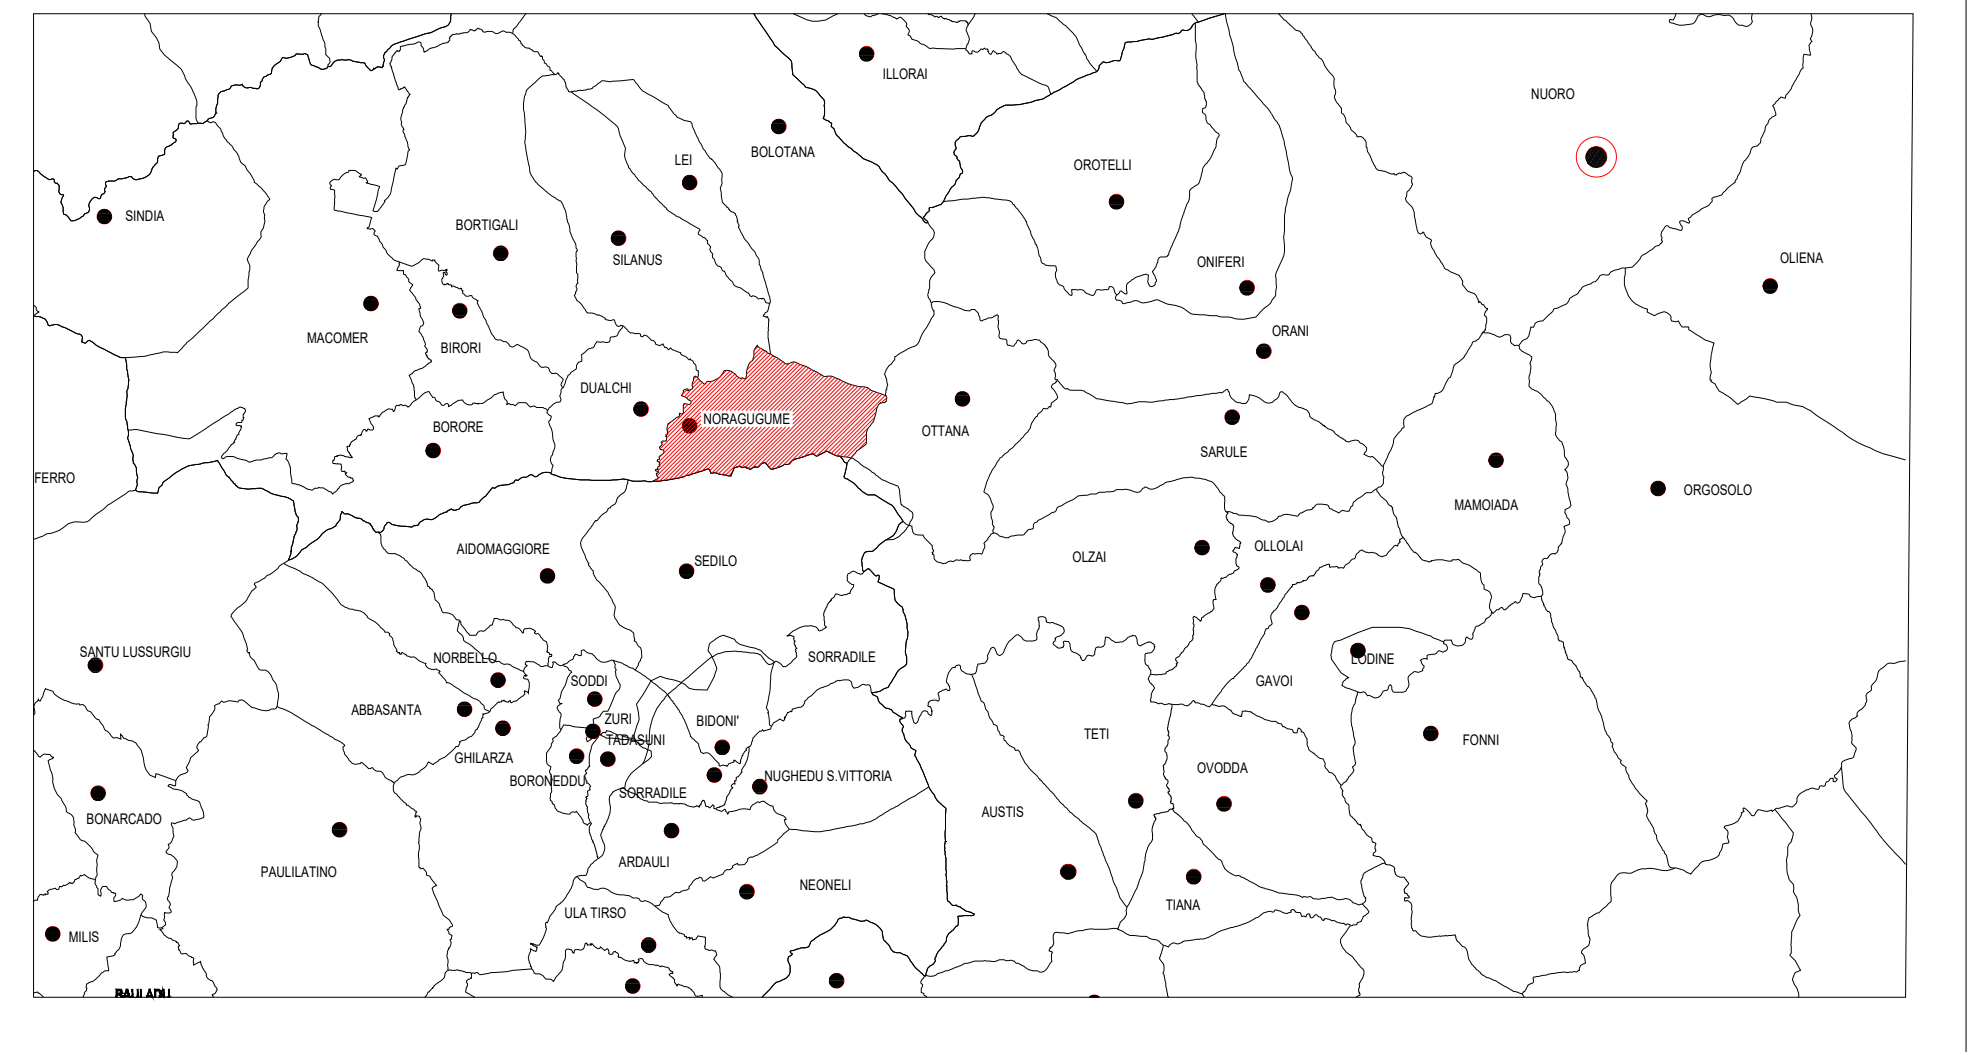 ILLORAI
NUORO
BOLOTANA
LEI
OROTELLI
SINDIA
BORTIGALI
SILANUS
ONIFERI
OLIENA
MACOMER
BIRORI
ORANI
DUALCHI
NORAGUGUME
BORORE
OTTANA
SARULE
FERRO
ORGOSOLO
MAMOIADA
AIDOMAGGIORE
SEDILO
OLZAI
OLLOLAI
SANTU LUSSURGIU
NORBELLO
SORRADILE
LODINE
SODDI
GAVOI
ABBASANTA
ZURI
BIDONI'
TETI
TADASUNI
FONNI
GHILARZA
OVODDA
BORONEDDU
NUGHEDU S.VITTORIA
SORRADILE
AUSTIS
BONARCADO
ARDAULI
PAULILATINO
NEONELI
TIANA
ULA TIRSO
MILIS